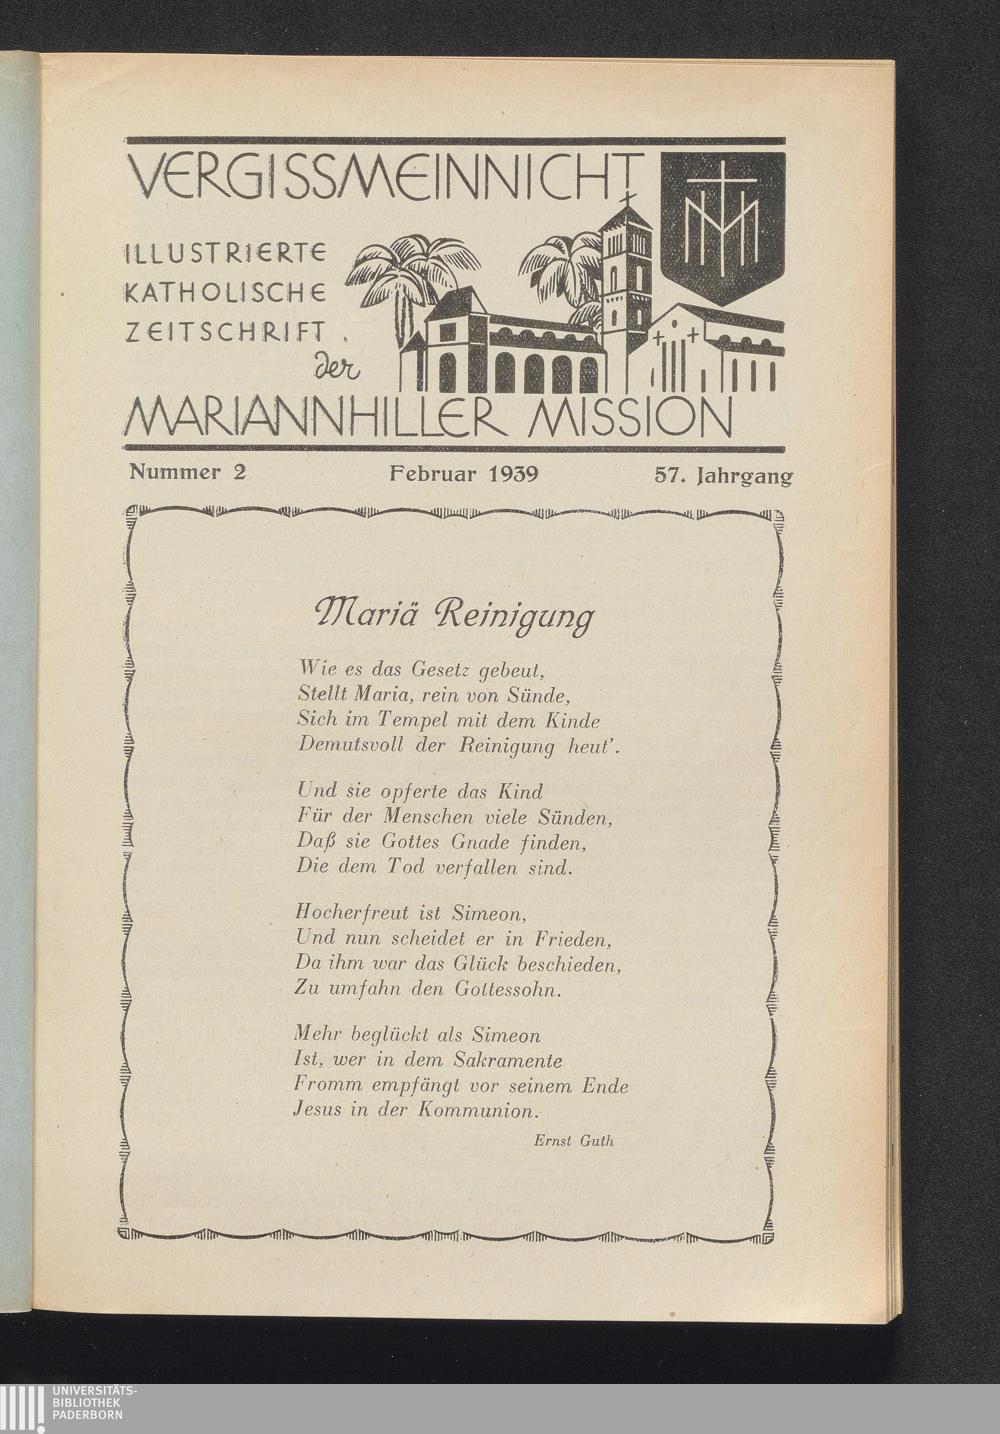 VERGISSMEINNICHT
ILLUSTRIERTE
KATHOLISCHE
ZEITSCHRIFT
der
MARIANNHILLER MISSION
Nummer 2 Februar 1939 57. Jahrgang
Mariä Reinigung
Wie es das Gesetz gebeut,
Stellt Maria, rein von Sünde,
Sich im Tempel mit dem Kinde
Demutsvoll der Reinigung heut'.
Und sie opferte das Kind
Für der Menschen viele Sünden,
Daß sie Gottes Gnade finden,
Die dem Tod verfallen sind.
Hocherfreut ist Simeon,
Und nun scheidet er in Frieden,
Da ihm war das Glück beschieden,
Zu umfahn den Gottessohn.
Mehr beglückt als Simeon
Ist, wer in dem Sakramente
Fromm empfängt vor seinem Ende
Jesus in der Kommunion.
Ernst Guth
UNIVERSITÄTS-
BIBLIOTHEK
PADERBORN